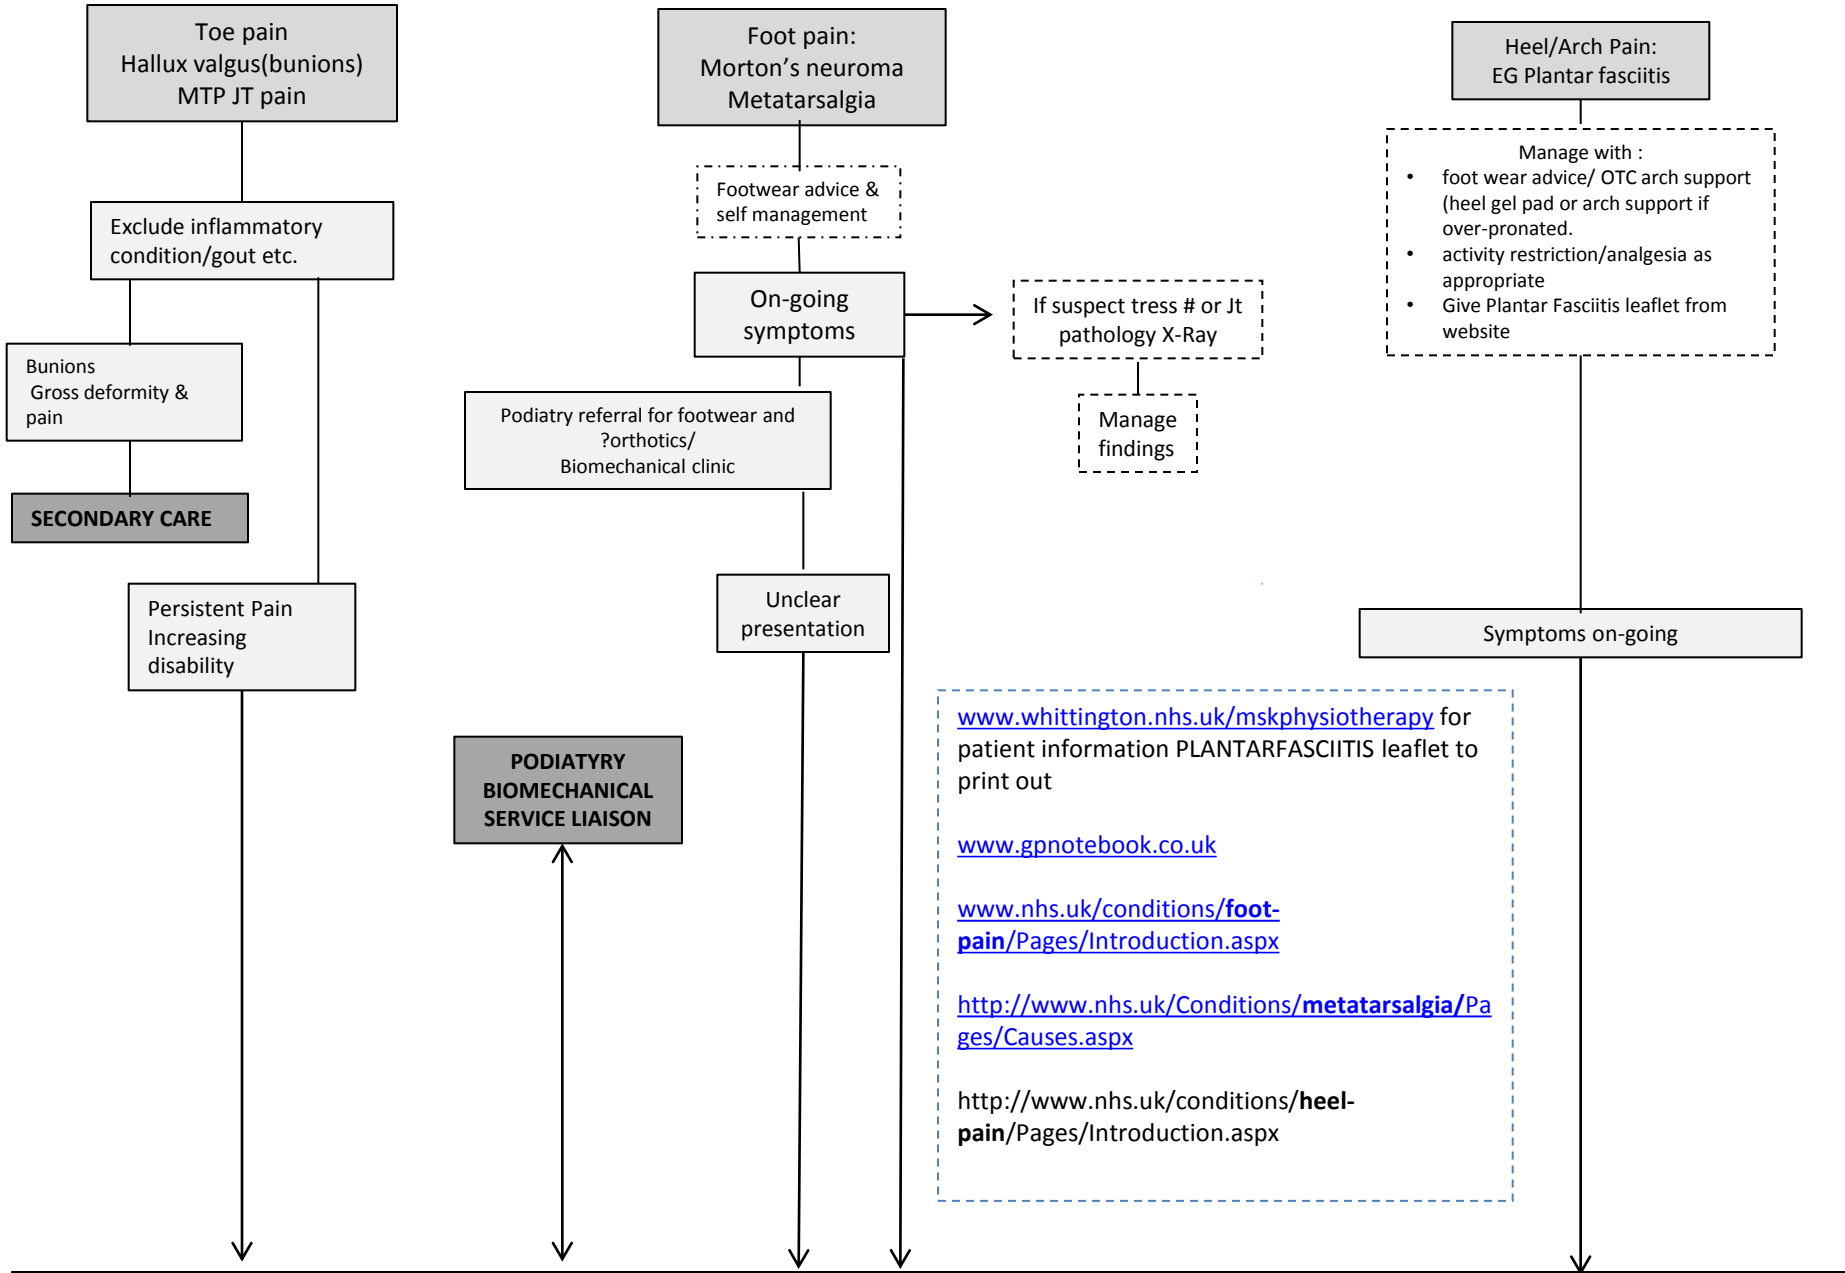 Toe pain
Hallux valgus(bunions)
MTP JT pain
Exclude inflammatory
condition/gout etc.
Bunions
Gross deformity &
pain
SECONDARY CARE
Persistent Pain
Increasing
disability
Foot pain:
Morton's neuroma
Metatarsalgia
Footwear advice &
self management
On-going
symptoms
If suspect tress # or Jt
pathology X-Ray
Manage
findings
Podiatry referral for footwear and
?orthotics/
Biomechanical clinic
Unclear
presentation
PODIATYRY
BIOMECHANICAL
SERVICE LIAISON
Heel/Arch Pain:
EG Plantar fasciitis
Manage with :
• foot wear advice/ OTC arch support
(heel gel pad or arch support if
over-pronated.
• activity restriction/analgesia as
appropriate
• Give Plantar Fasciitis leaflet from
website
Symptoms on-going
www.whittington.nhs.uk/mskphysiotherapy for
patient information PLANTARFASCIITIS leaflet to
print out
www.gpnotebook.co.uk
www.nhs.uk/conditions/foot-
pain/Pages/Introduction.aspx
http://www.nhs.uk/Conditions/metatarsalgia/Pa
ges/Causes.aspx
http://www.nhs.uk/conditions/heel-
pain/Pages/Introduction.aspx